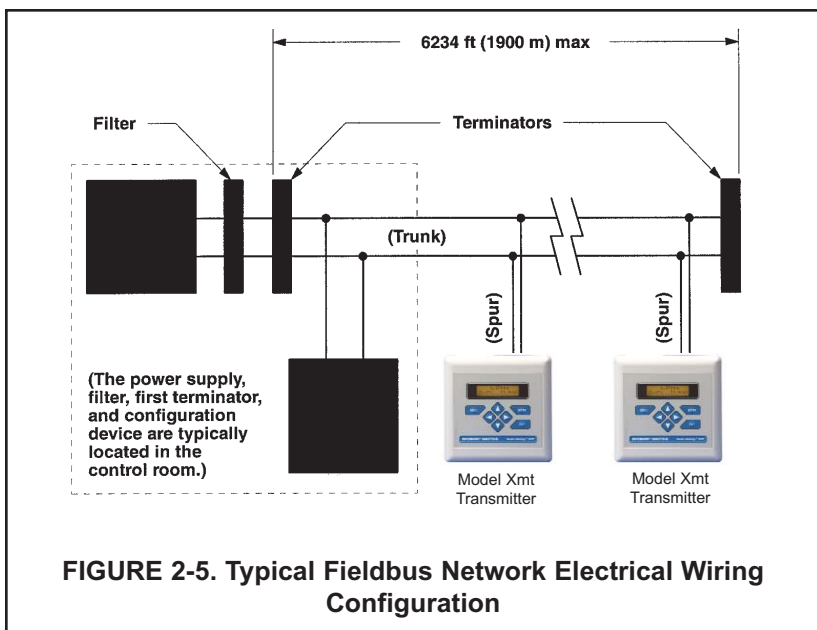 6234 ft (1900 m) max
Filter
Terminators
(Trunk)
(Spur)
(Spur)
(The power supply,
filter, first terminator,
and configuration
device are typically
located in the
control room.)
Model Xmt
Transmitter
Model Xmt
Transmitter
FIGURE 2-5. Typical Fieldbus Network Electrical Wiring
Configuration